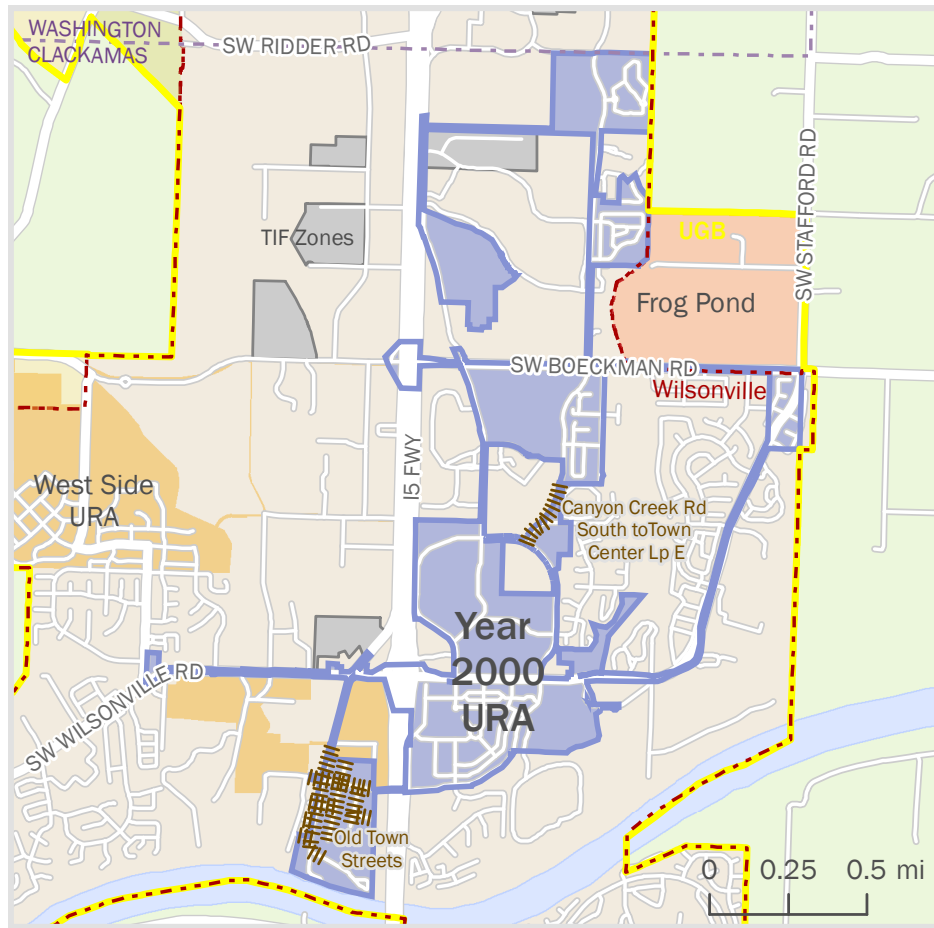 WASHINGTON
CLACKAMAS
SW RIDDER RD
SW STAFFORD RD
TIF Zones
UGB
Frog Pond
SW BOECKMAN RD
Wilsonville
I5 FWY
West Side
URA
Canyon Creek Rd
South toTown
Center Lp E
Year
2000
URA
SW WILSONVILLE RD
Old Town
Streets
0 0.25 0.5 mi